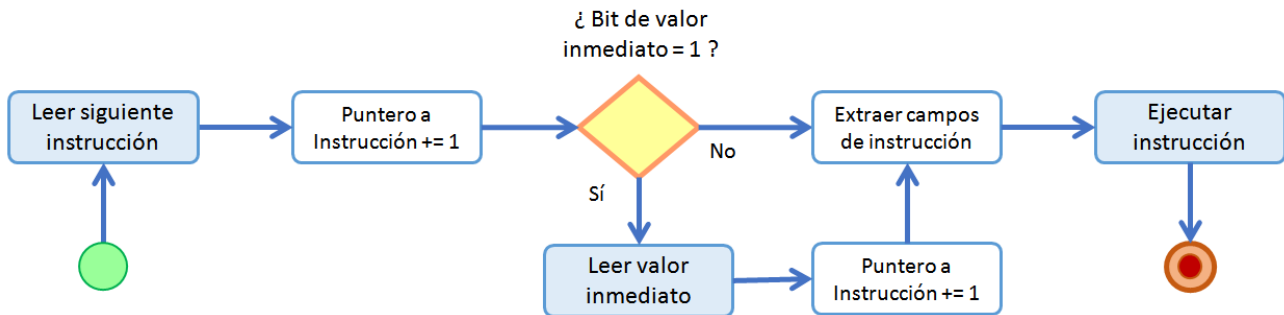 ¿ Bit de valor
inmediato = 1 ?
Leer siguiente
instrucción
Puntero a
Instrucción += 1
Extraer campos
de instrucción
Ejecutar
instrucción
No
Sí
Leer valor
inmediato
Puntero a
Instrucción += 1